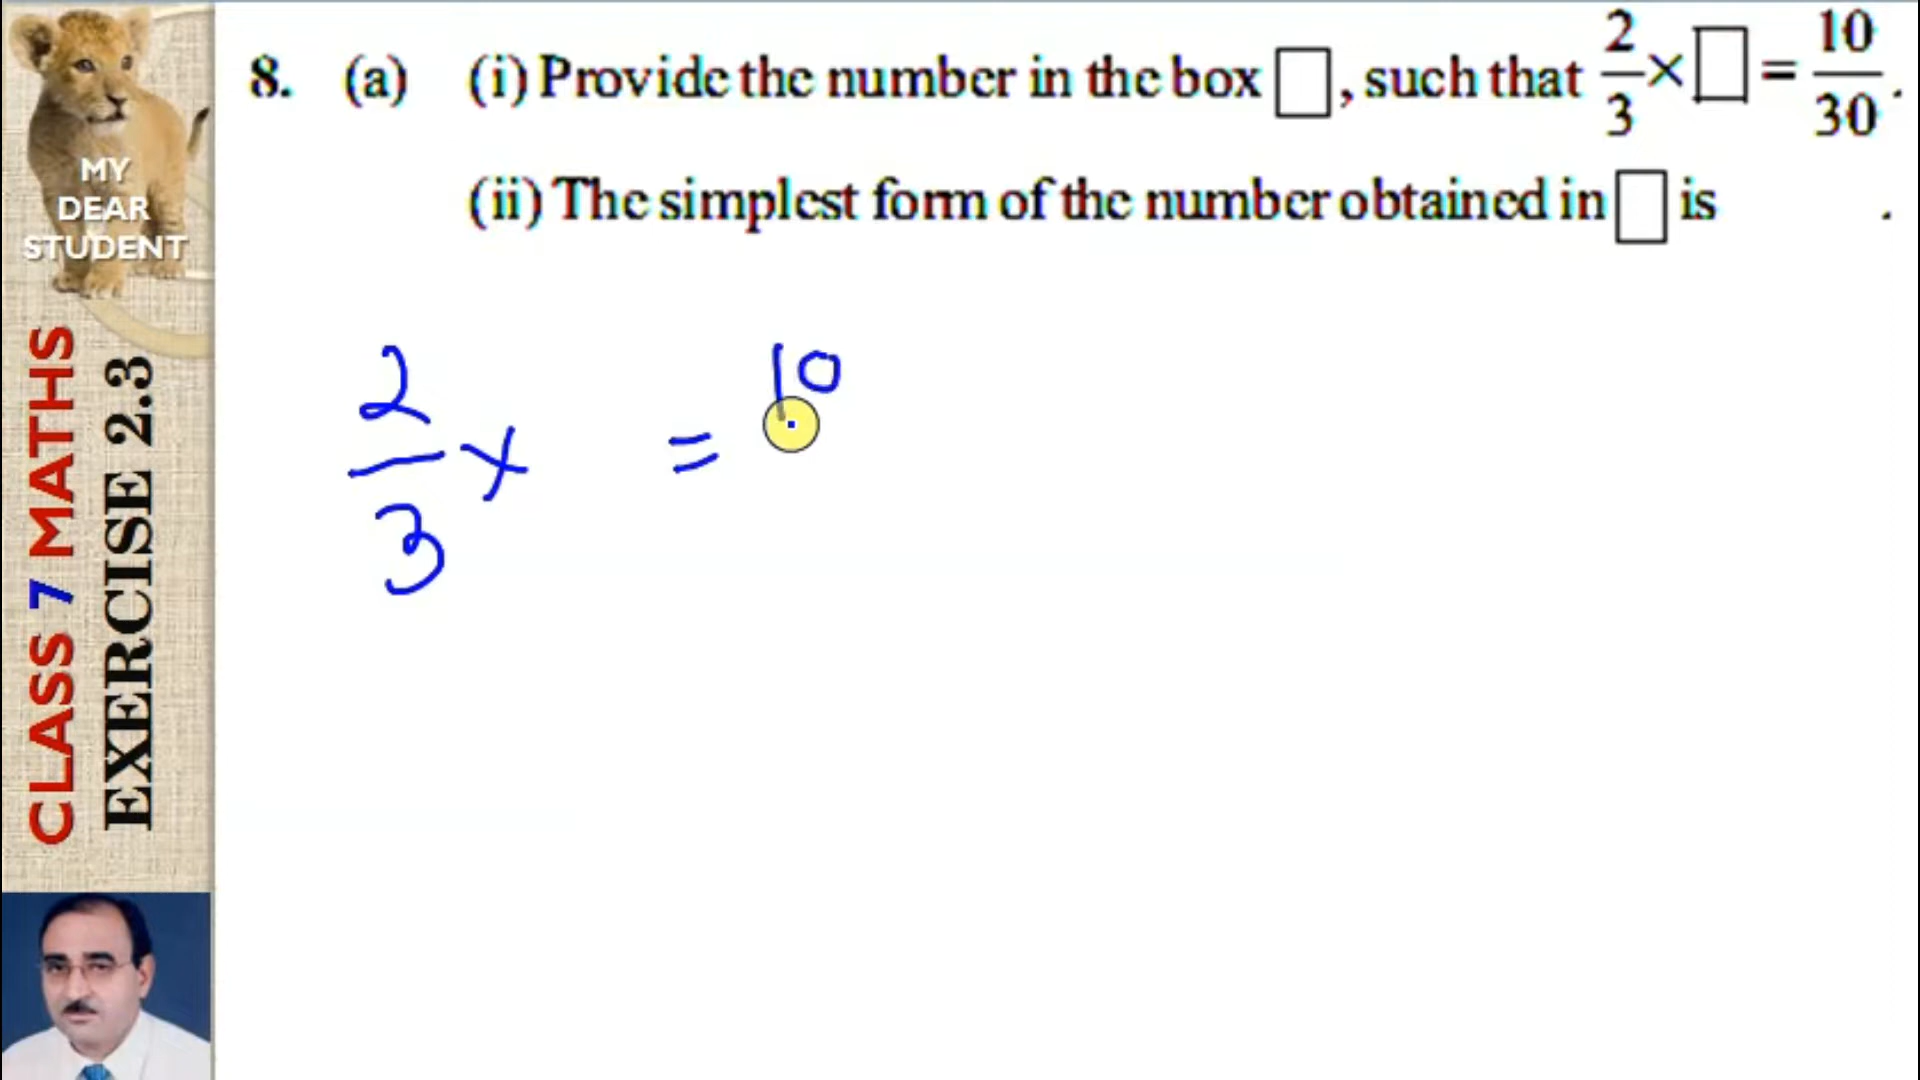 MY
DEAR
STUDENT
CLASS 7 MATHS
EXERCISE 2.3
8. (a) (i) Provide the number in the box □, such that 2/3 × □ = 10/30.
(ii) The simplest form of the number obtained in □ is .
2/3 × = 10